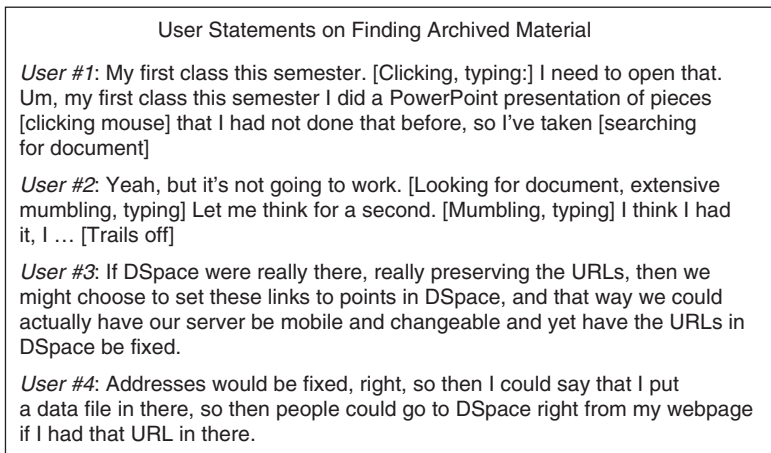 User Statements on Finding Archived Material
User #1: My first class this semester. [Clicking, typing:] I need to open that.
Um, my first class this semester I did a PowerPoint presentation of pieces
[clicking mouse] that I had not done that before, so I've taken [searching
for document]
User #2: Yeah, but it's not going to work. [Looking for document, extensive
mumbling, typing] Let me think for a second. [Mumbling, typing] I think I had
it, I … [Trails off]
User #3: If DSpace were really there, really preserving the URLs, then we
might choose to set these links to points in DSpace, and that way we could
actually have our server be mobile and changeable and yet have the URLs in
DSpace be fixed.
User #4: Addresses would be fixed, right, so then I could say that I put
a data file in there, so then people could go to DSpace right from my webpage
if I had that URL in there.